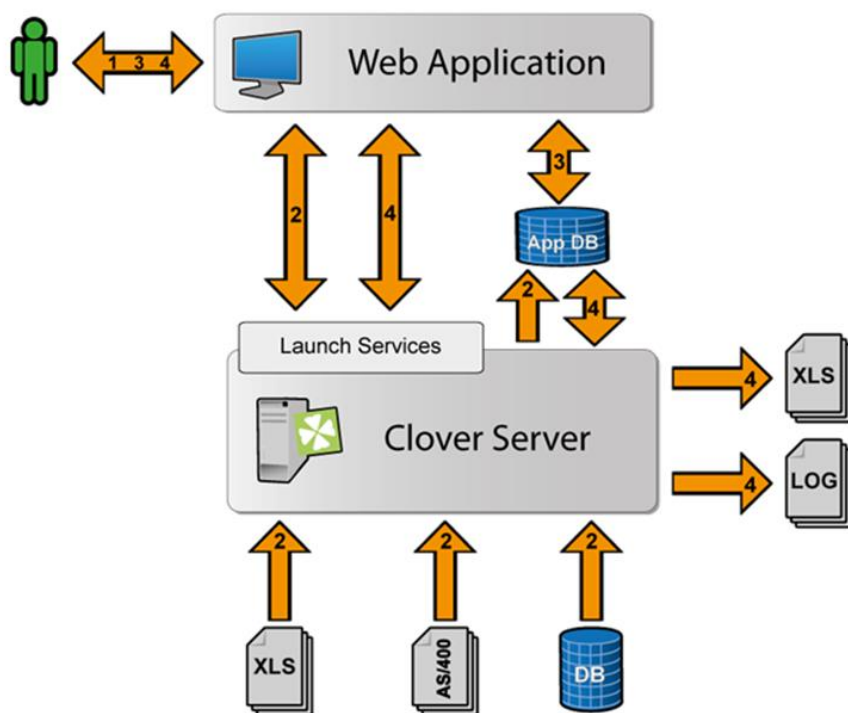 Web Application
1 3 4
2
4
3
App DB
2
4
Launch Services
Clover Server
4
XLS
4
LOG
2
2
2
XLS
AS/400
DB